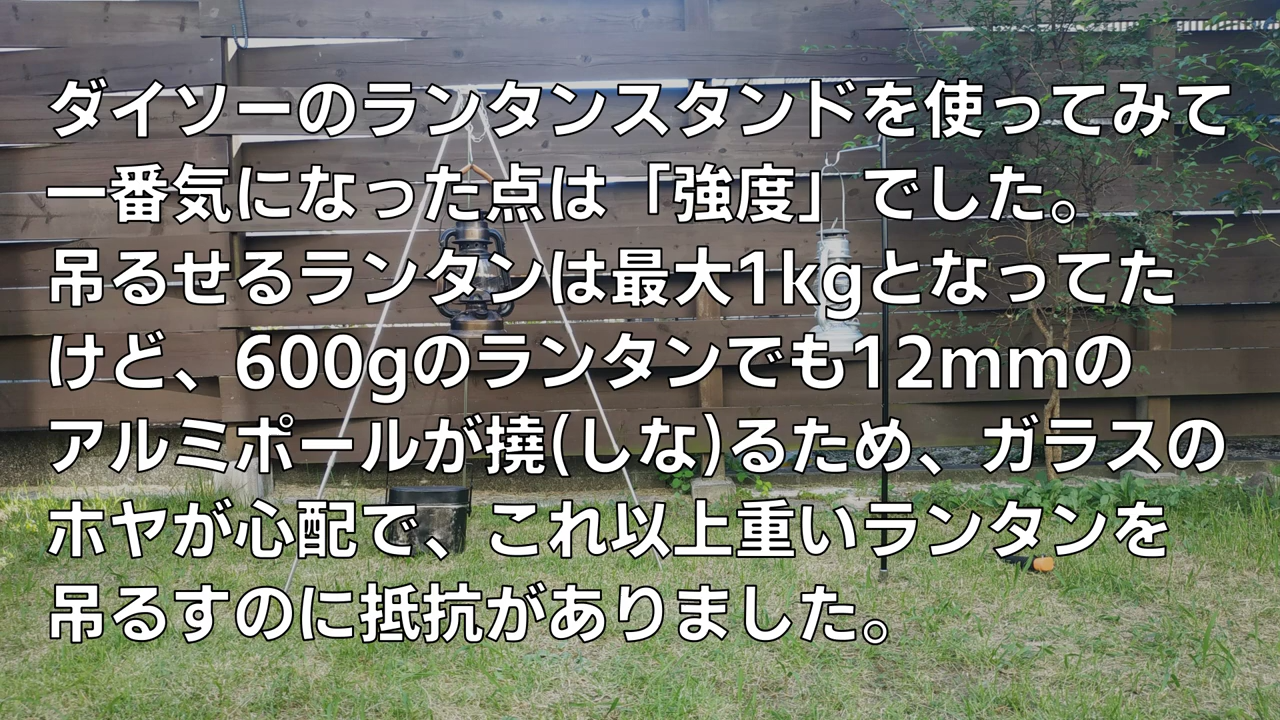 ダイソーのランタンスタンドを使ってみて
一番気になった点は「強度」でした。
吊るせるランタンは最大1kgとなってた
けど、600gのランタンでも12mmの
アルミポールが撓(しな)るため、ガラスの
ホヤが心配で、これ以上重いランタンを
吊るすのに抵抗がありました。